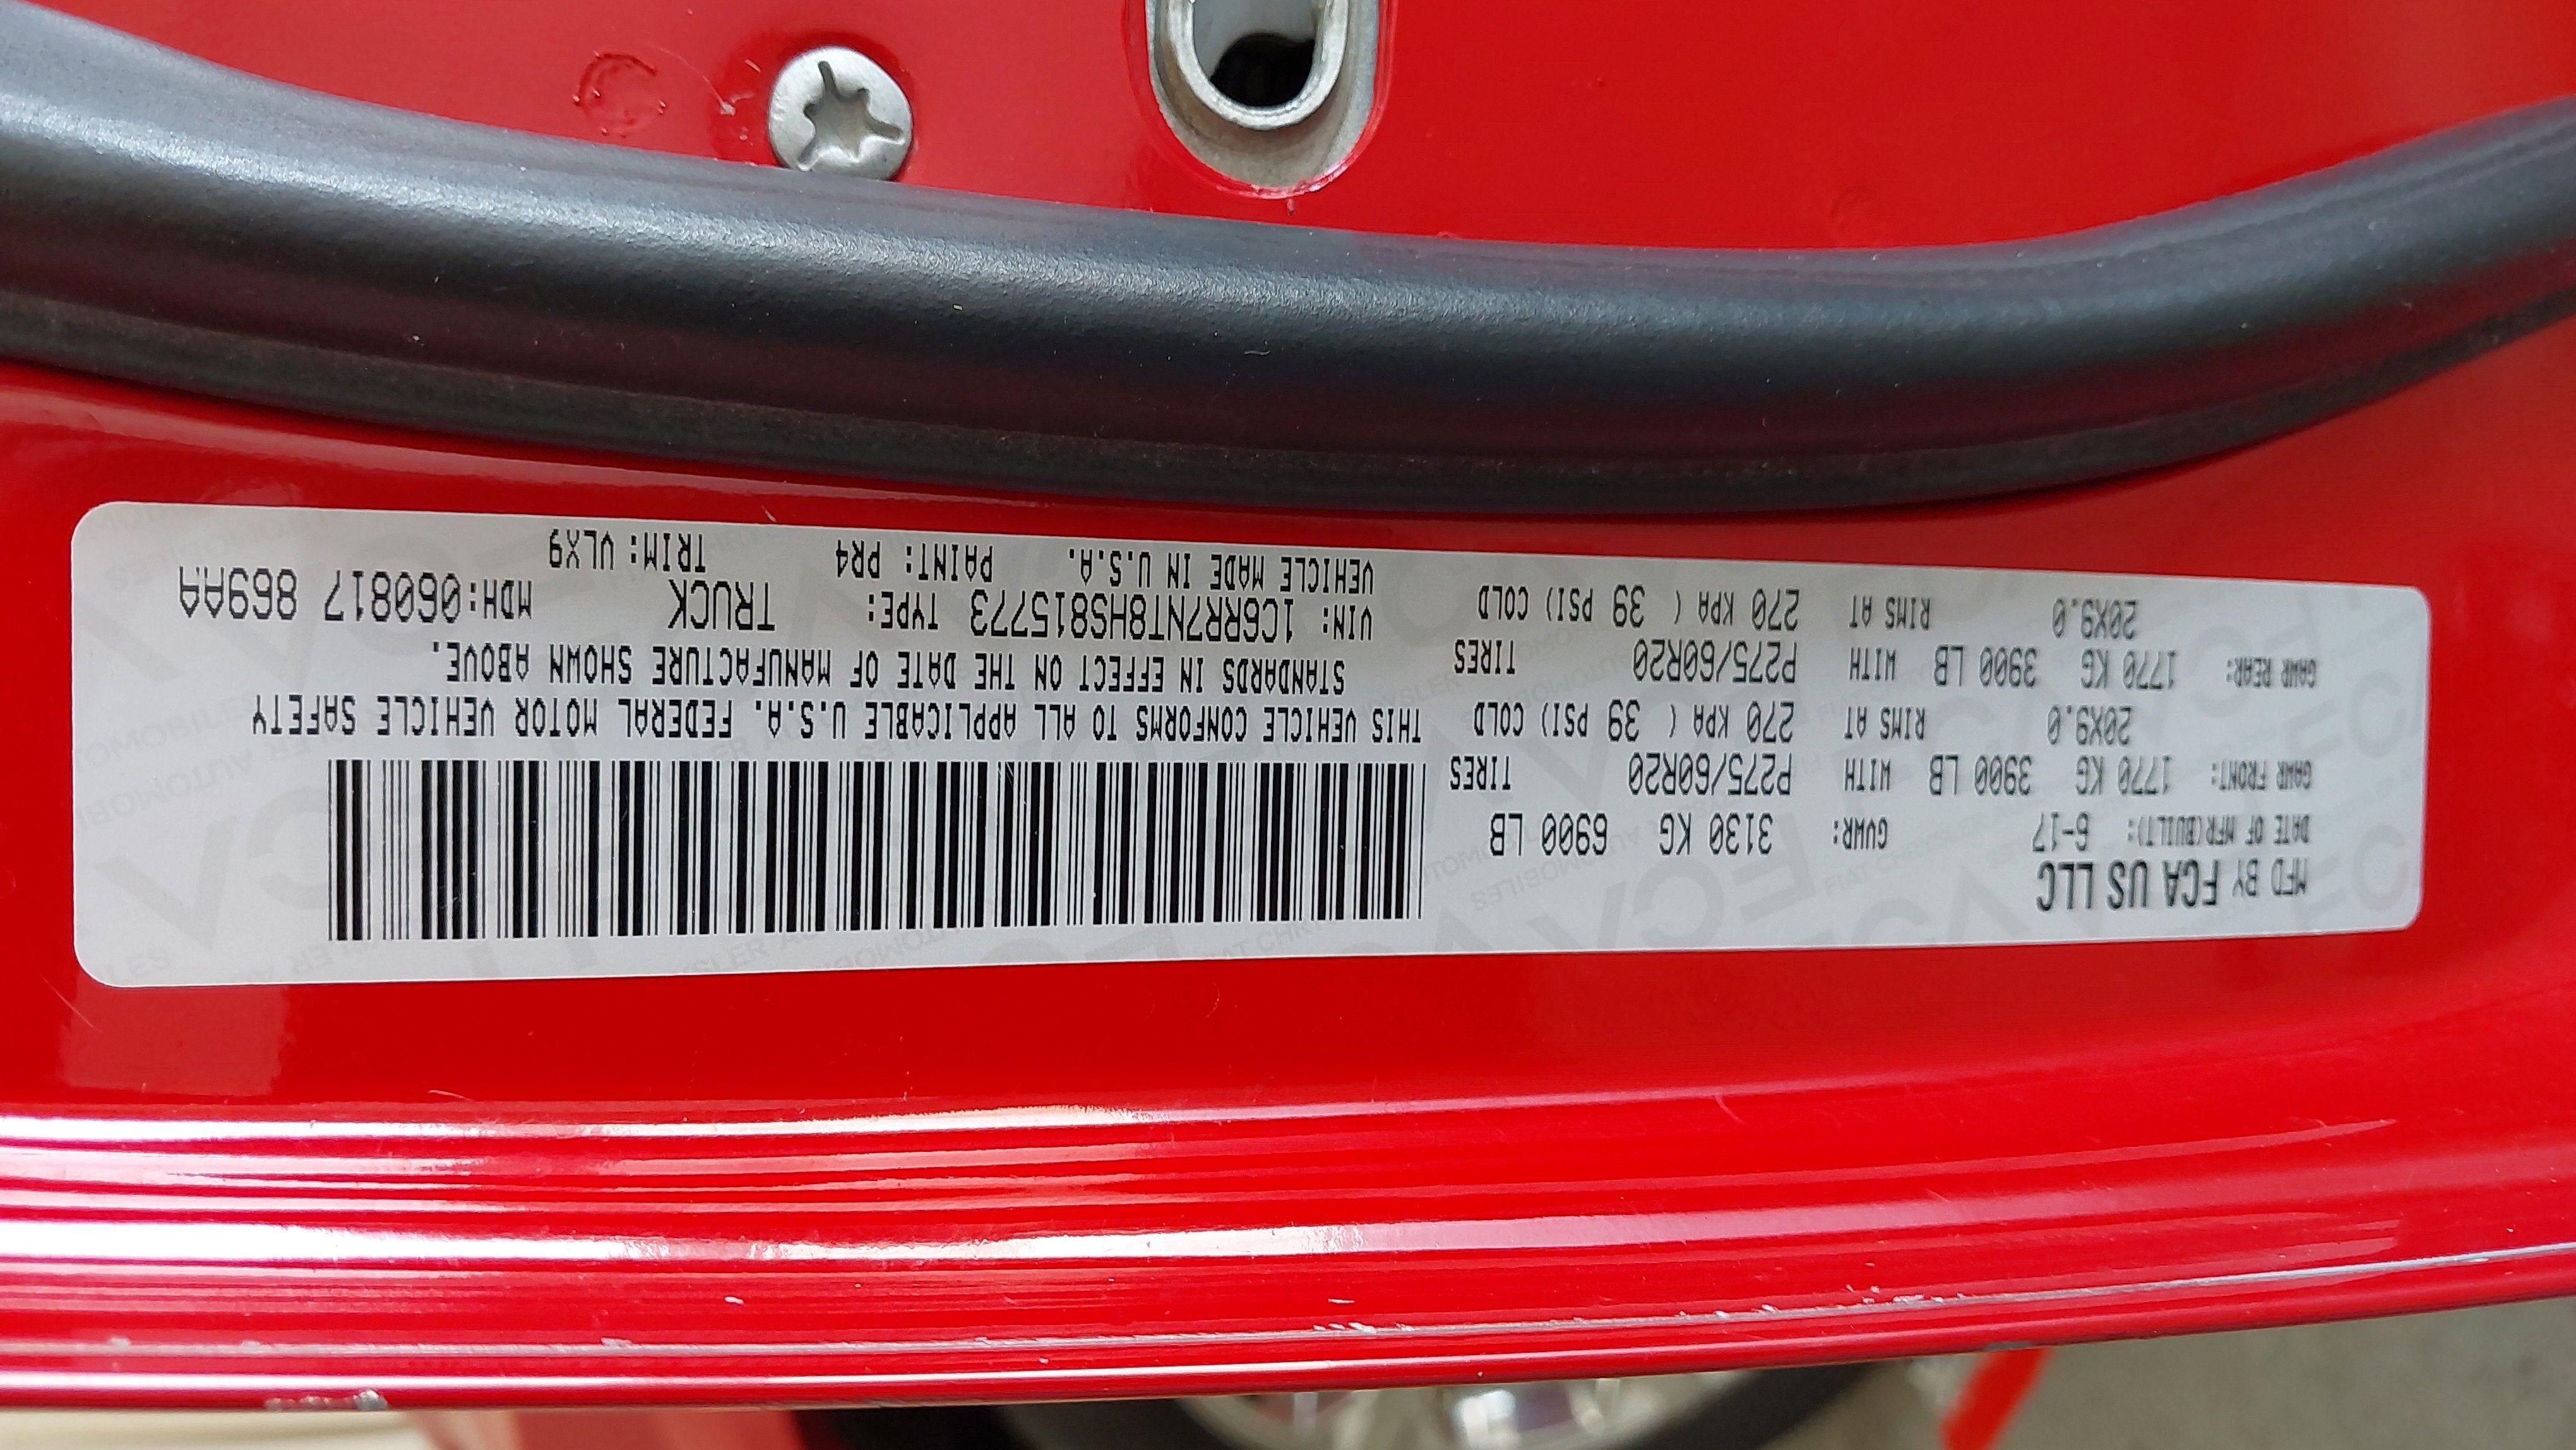 MFD BY FCA US LLC
DATE OF MFR(BUILT): 6-17 GVWR: 3130 KG 6900 LB
GAWR FRONT: 1770 KG 3900 LB WITH P275/60R20 TIRES
20X9.0 RIMS AT 270 KPA ( 39 PSI) COLD
GAWR REAR: 1770 KG 3900 LB WITH P275/60R20 TIRES
20X9.0 RIMS AT 270 KPA ( 39 PSI) COLD
THIS VEHICLE CONFORMS TO ALL APPLICABLE U.S.A. FEDERAL MOTOR VEHICLE SAFETY
STANDARDS IN EFFECT ON THE DATE OF MANUFACTURE SHOWN ABOVE.
VIN: 1C6RR7NT8HS815773 TYPE: TRUCK MDH:060817 869AA
VEHICLE MADE IN U.S.A. PAINT: PR4 TRIM: VLX9